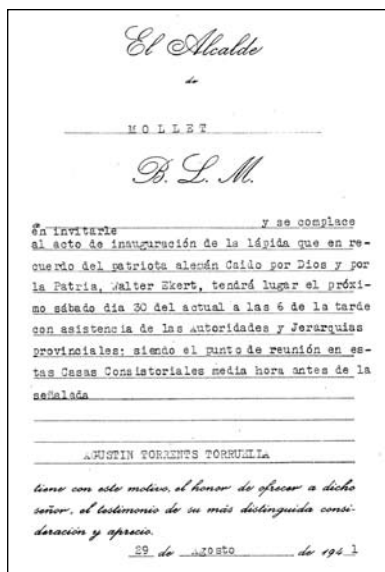 El Alcalde
de
MOLLET
B. L. M.
a y se complace
en invitarle
al acto de inauguración de la lápida que en re-
cuerdo del patriota alemán Caido por Dios y por
la Patria, Walter Ekert, tendrá lugar el próxi-
mo sábado dia 30 del actual a las 6 de la tarde
con asistencia de las Autoridades y Jerarquias
provinciales; siendo el punto de reunión en es-
tas Casas Consistoriales media hora antes de la
señalada
AGUSTIN TORRENTS TORRUELLA
tiene con este motivo, el honor de ofrecer a dicho
señor, el testimonio de su más distinguida consi-
deración y aprecio.
29 de Agosto de 1941